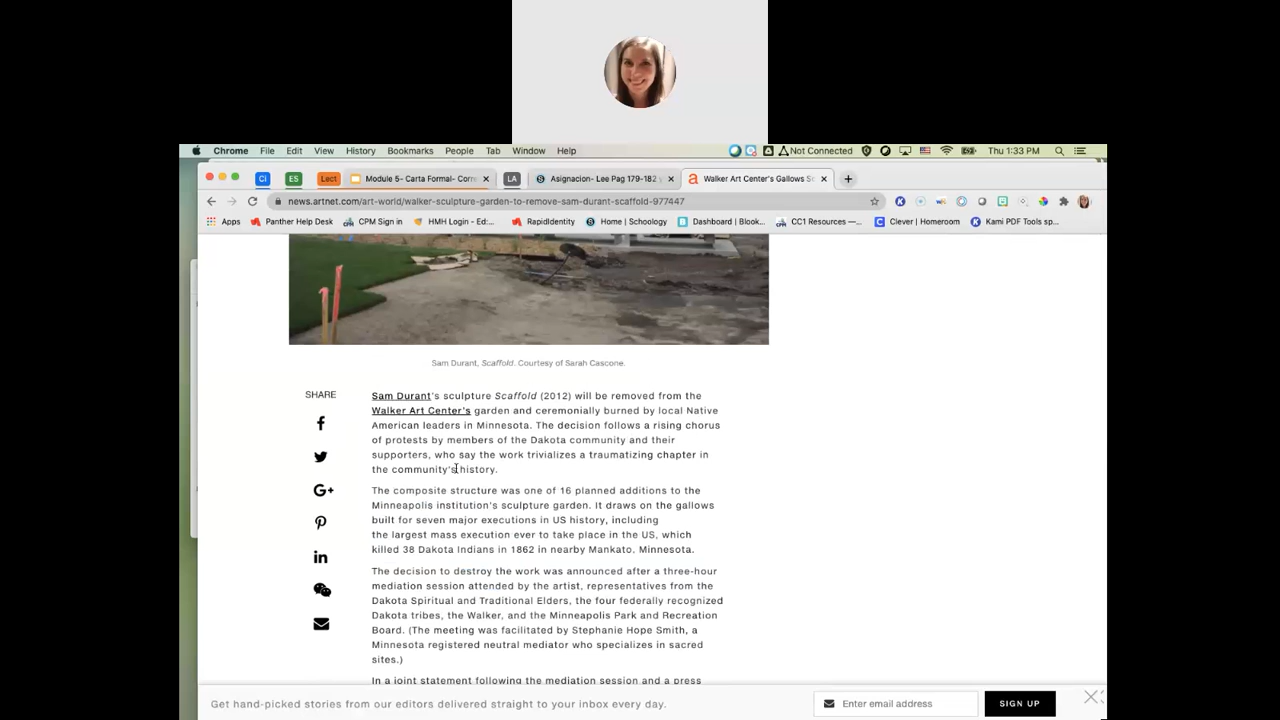 Chrome File Edit View History Bookmarks People Tab Window Help Not Connected Thu 1:33 PM
CI ES Lect Module 5- Carta Formal- Corre LA Asignacion- Lee Pag 179-182 y Walker Art Center's Gallows Sc
news.artnet.com/art-world/walker-sculpture-garden-to-remove-sam-durant-scaffold-977447
Apps Panther Help Desk CPM Sign in HMH Login - Ed:... RapidIdentity Home | Schoology Dashboard | Blook... CC1 Resources —... Clever | Homeroom Kami PDF Tools sp...
Sam Durant, Scaffold. Courtesy of Sarah Cascone.
SHARE
Sam Durant's sculpture Scaffold (2012) will be removed from the
Walker Art Center's garden and ceremonially burned by local Native
American leaders in Minnesota. The decision follows a rising chorus
of protests by members of the Dakota community and their
supporters, who say the work trivializes a traumatizing chapter in
the community's history.
The composite structure was one of 16 planned additions to the
Minneapolis institution's sculpture garden. It draws on the gallows
built for seven major executions in US history, including
the largest mass execution ever to take place in the US, which
killed 38 Dakota Indians in 1862 in nearby Mankato, Minnesota.
The decision to destroy the work was announced after a three-hour
mediation session attended by the artist, representatives from the
Dakota Spiritual and Traditional Elders, the four federally recognized
Dakota tribes, the Walker, and the Minneapolis Park and Recreation
Board. (The meeting was facilitated by Stephanie Hope Smith, a
Minnesota registered neutral mediator who specializes in sacred
sites.)
In a joint statement following the mediation session and a press
Get hand-picked stories from our editors delivered straight to your inbox every day. Enter email address SIGN UP